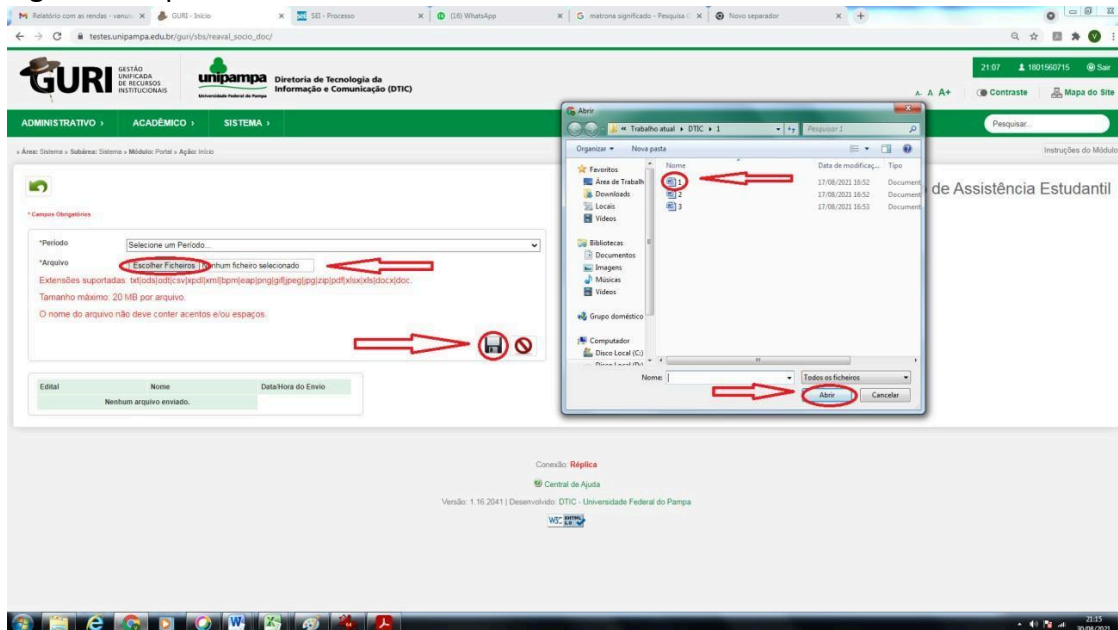 Relatório com as rendas - vanus
GURI - Início
SEI - Processo
(16) WhatsApp
matrona significado - Pesquisa
Novo separador
testes.unipampa.edu.br/guri/sbs/reaval_socio_doc/
GURI
GESTÃO
UNIFICADA
DE RECURSOS
INSTITUCIONAIS
unipampa
Universidade Federal do Pampa
Diretoria de Tecnologia da
Informação e Comunicação (DTIC)
21:07 1801560715 Sair
A- A A+ Contraste Mapa do Site
ADMINISTRATIVO › ACADÊMICO › SISTEMA ›
Pesquisar...
» Área: Sistema » Subárea: Sistema » Módulo: Portal » Ação: Início
Instruções do Módulo
de Assistência Estudantil
* Campos Obrigatórios
*Período Selecione um Período...
*Arquivo Escolher Ficheiros Nenhum ficheiro selecionado
Extensões suportadas: txt|ods|odt|csv|xpdl|xml|bpm|eap|png|gif|jpeg|jpg|zip|pdf|xlsx|xls|docx|doc.
Tamanho máximo: 20 MB por arquivo.
O nome do arquivo não deve conter acentos e/ou espaços.
Edital Nome Data/Hora do Envio
Nenhum arquivo enviado.
Abrir
« Trabalho atual DTIC 1
Pesquisar 1
Organizar Nova pasta
Favoritos
Área de Trabalh
Downloads
Locais
Vídeos
Bibliotecas
Documentos
Imagens
Músicas
Vídeos
Grupo doméstico
Computador
Disco Local (C:)
Disco Local (D:)
Nome Data de modificaç... Tipo
1 17/08/2021 16:52 Document
2 17/08/2021 16:52 Document
3 17/08/2021 16:53 Document
Nome: Todos os ficheiros
Abrir Cancelar
Conexão: Réplica
Central de Ajuda
Versão: 1.16.2041 | Desenvolvido: DTIC - Universidade Federal do Pampa
W3C XHTML 1.0
21:15
30/08/2021